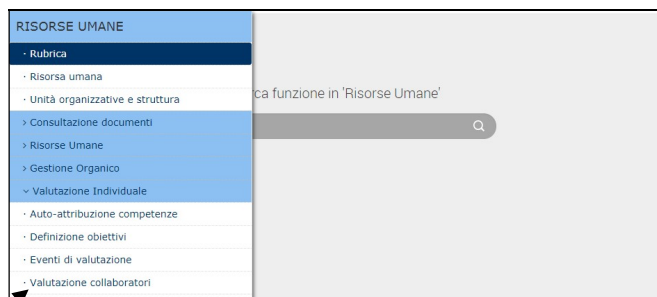 RISORSE UMANE
· Rubrica
· Risorsa umana
· Unità organizzative e struttura
> Consultazione documenti
> Risorse Umane
> Gestione Organico
˅ Valutazione Individuale
· Auto-attribuzione competenze
· Definizione obiettivi
· Eventi di valutazione
· Valutazione collaboratori
ca funzione in 'Risorse Umane'